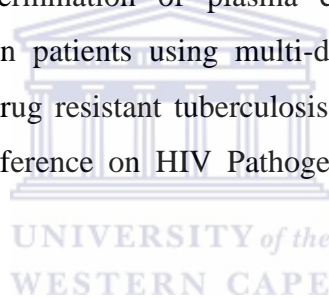 ermination of plasma
n patients using multi-d
rug resistant tuberculosis
ference on HIV Pathoge
UNIVERSITY of the
WESTERN CAPE